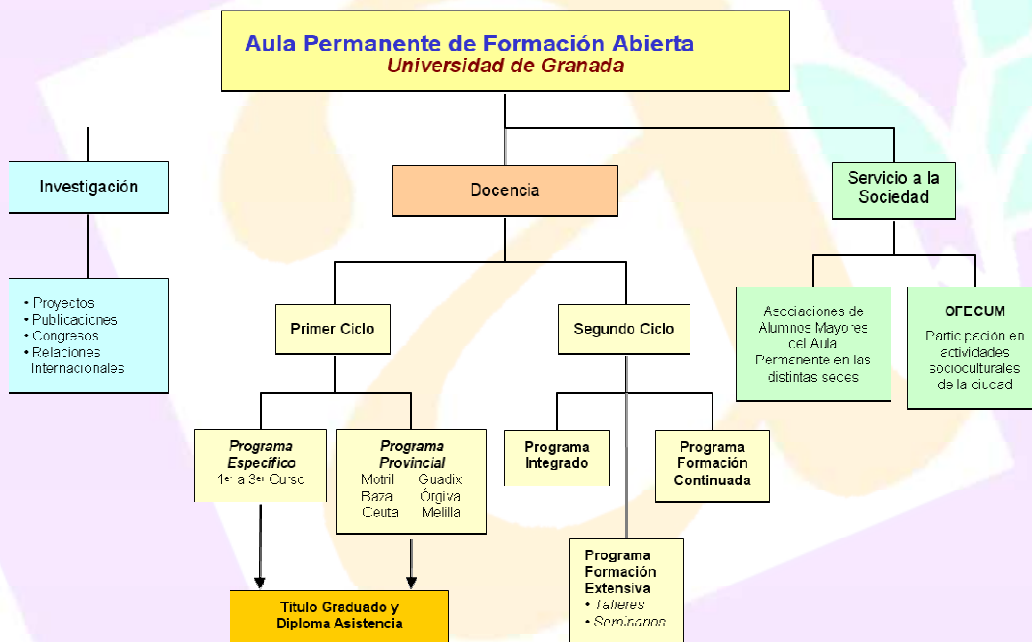 Aula Permanente de Formación Abierta
Universidad de Granada
Investigación
Docencia
Servicio a la
Sociedad
• Proyectos
• Publicaciones
• Congresos
• Relaciones
Internacionales
Primer Ciclo
Segundo Ciclo
Asociaciones de
Alumnos Mayores
del Aula
Permanente en las
distintas sedes
OFECUM
Participación en
actividades
socioculturales
de la ciudad
Programa
Específico
1er a 3er Curso
Programa
Provincial
Motril Guadix
Baza Órgiva
Ceuta Melilla
Programa
Integrado
Programa
Formación
Continuada
Programa
Formación
Extensiva
• Talleres
• Seminarios
Título Graduado y
Diploma Asistencia